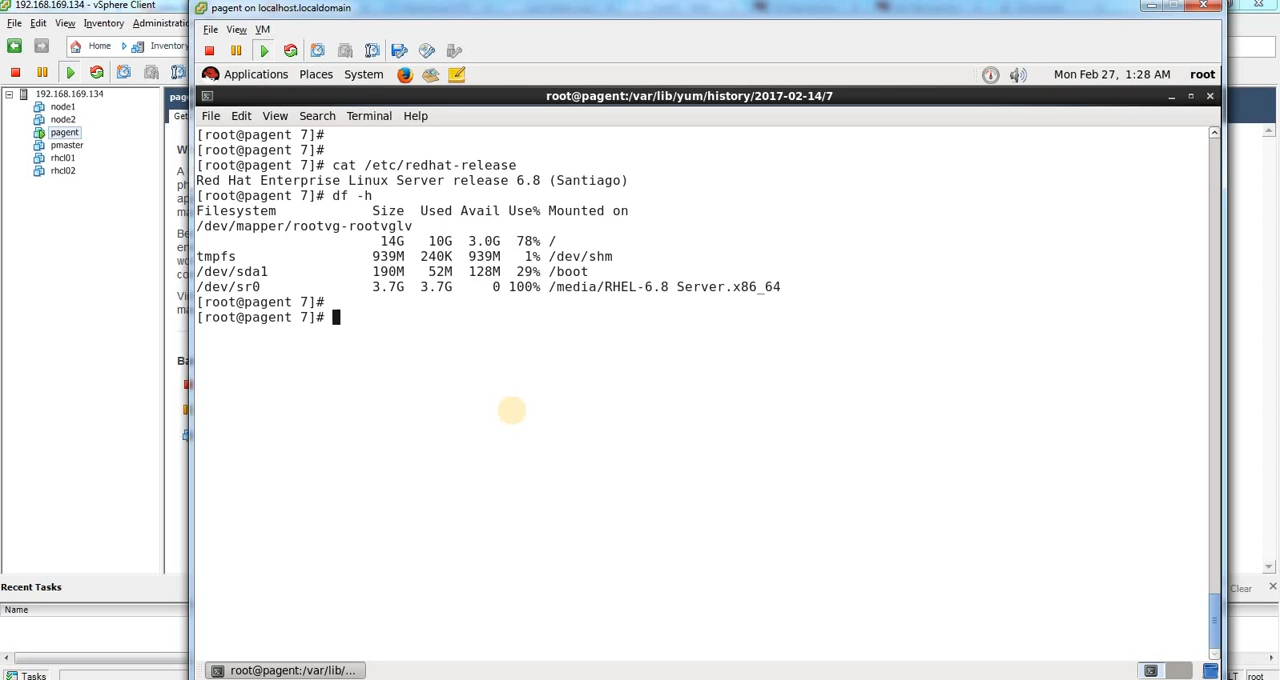 192.168.169.134 - vSphere Client
pagent on localhost.localdomain
File Edit View Inventory Administratic
File View VM
Home Inventory
Applications Places System
Mon Feb 27, 1:28 AM root
192.168.169.134
node1
node2
pagent
pmaster
rhcl01
rhcl02
root@pagent:/var/lib/yum/history/2017-02-14/7
File Edit View Search Terminal Help
[root@pagent 7]#
[root@pagent 7]#
[root@pagent 7]# cat /etc/redhat-release
Red Hat Enterprise Linux Server release 6.8 (Santiago)
[root@pagent 7]# df -h
Filesystem Size Used Avail Use% Mounted on
/dev/mapper/rootvg-rootvglv
14G 10G 3.0G 78% /
tmpfs 939M 240K 939M 1% /dev/shm
/dev/sda1 190M 52M 128M 29% /boot
/dev/sr0 3.7G 3.7G 0 100% /media/RHEL-6.8 Server.x86_64
[root@pagent 7]#
[root@pagent 7]#
Recent Tasks
Clear
Name
root@pagent:/var/lib/...
Tasks
root